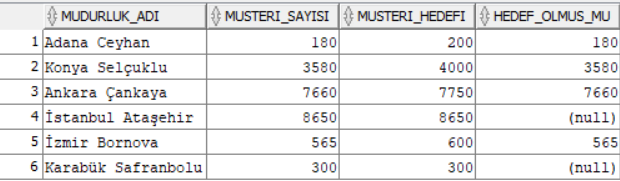 MUDURLUK_ADI MUSTERI_SAYISI MUSTERI_HEDEFI HEDEF_OLMUS_MU
1 Adana Ceyhan 180 200 180
2 Konya Selçuklu 3580 4000 3580
3 Ankara Çankaya 7660 7750 7660
4 İstanbul Ataşehir 8650 8650 (null)
5 İzmir Bornova 565 600 565
6 Karabük Safranbolu 300 300 (null)